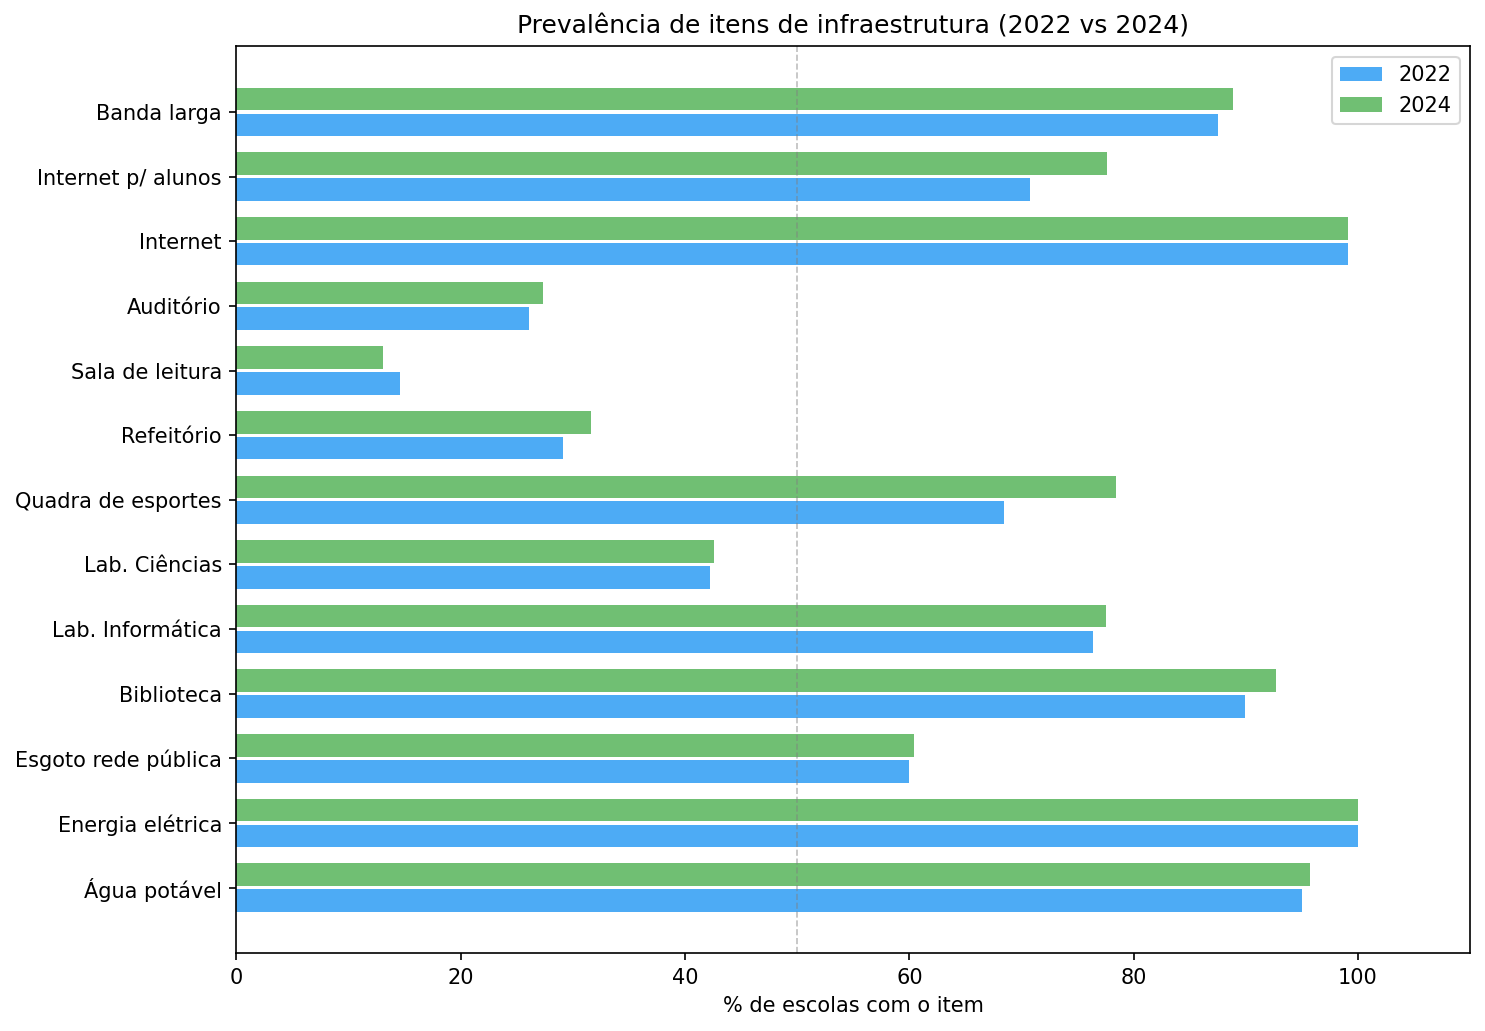 Prevalência de itens de infraestrutura (2022 vs 2024)
2022
2024
Banda larga
Internet p/ alunos
Internet
Auditório
Sala de leitura
Refeitório
Quadra de esportes
Lab. Ciências
Lab. Informática
Biblioteca
Esgoto rede pública
Energia elétrica
Água potável
0 20 40 60 80 100
% de escolas com o item